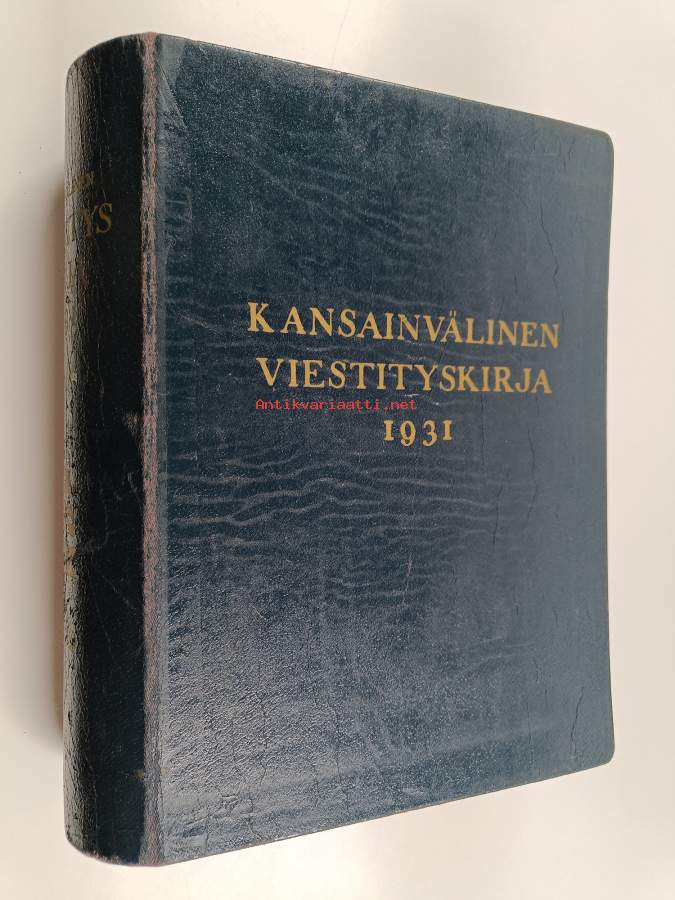 KANSAINVÄLINEN
VIESTITYSKIRJA
Antikvariaatti.net
1931